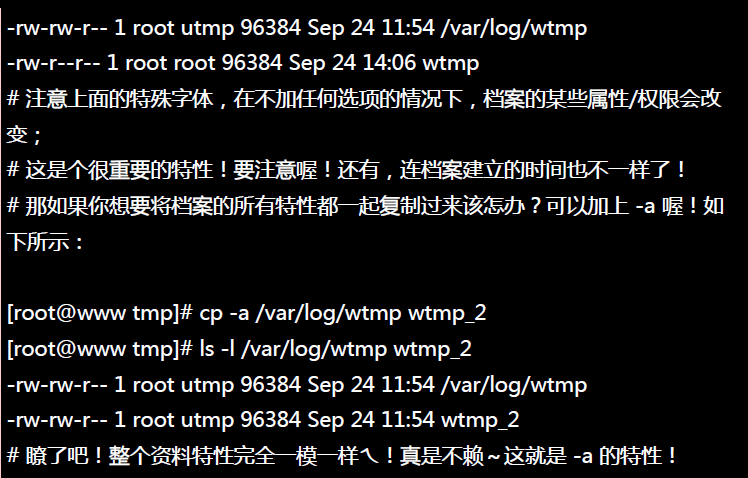 -rw-rw-r-- 1 root utmp 96384 Sep 24 11:54 /var/log/wtmp
-rw-r--r-- 1 root root 96384 Sep 24 14:06 wtmp
# 注意上面的特殊字体，在不加任何选项的情况下，档案的某些属性/权限会改
变；
# 这是个很重要的特性！要注意喔！还有，连档案建立的时间也不一样了！
# 那如果你想要将档案的所有特性都一起复制过来该怎办？可以加上 -a 喔！如
下所示：
[root@www tmp]# cp -a /var/log/wtmp wtmp_2
[root@www tmp]# ls -l /var/log/wtmp wtmp_2
-rw-rw-r-- 1 root utmp 96384 Sep 24 11:54 /var/log/wtmp
-rw-rw-r-- 1 root utmp 96384 Sep 24 11:54 wtmp_2
# 瞭了吧！整个资料特性完全一模一样ㄟ！真是不赖～这就是 -a 的特性！